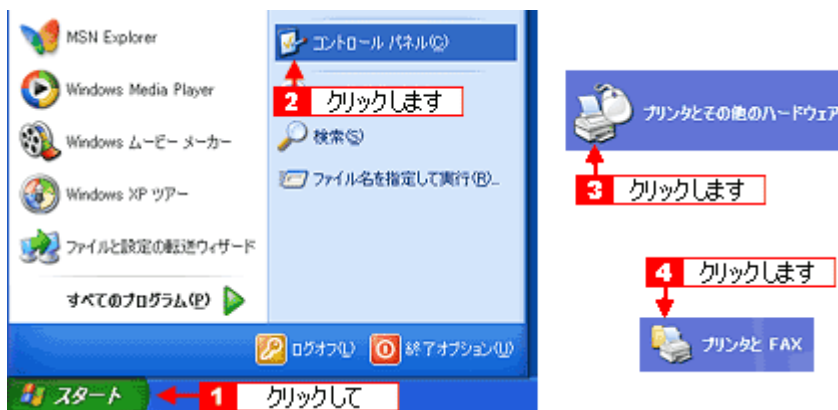 MSN Explorer
Windows Media Player
Windows ムービー メーカー
Windows XP ツアー
ファイルと設定の転送ウィザード
すべてのプログラム(P)
コントロール パネル(C)
2 クリックします
検索(S)
ファイル名を指定して実行(R)...
ログオフ(L)
終了オプション(U)
スタート
1 クリックして
プリンタとその他のハードウェア
3 クリックします
4 クリックします
プリンタと FAX